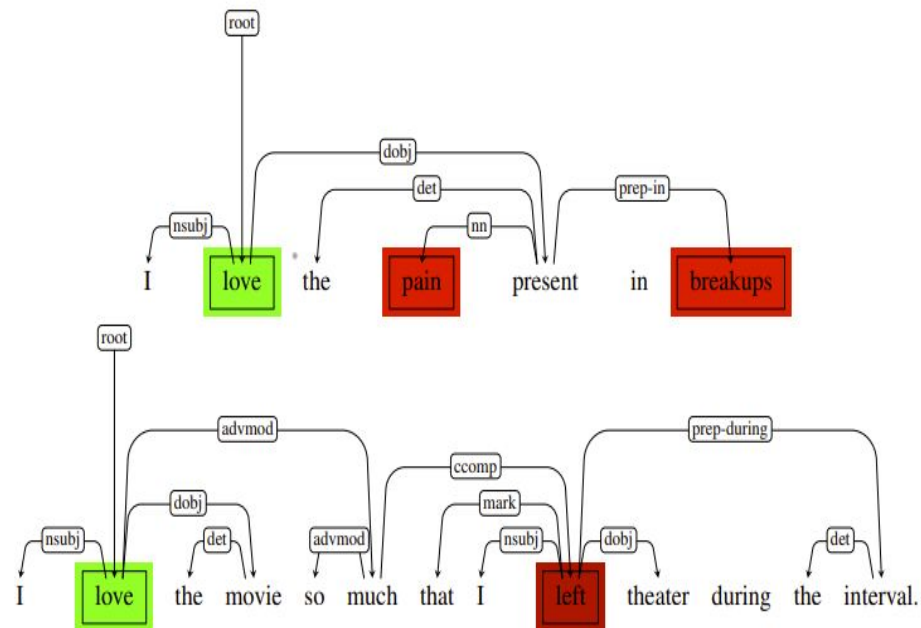 root
dobj
det
prep-in
nsubj
nn
I love the pain present in breakups
root
advmod
prep-during
ccomp
dobj
mark
nsubj
det
advmod
nsubj
dobj
det
I love the movie so much that I left theater during the interval.